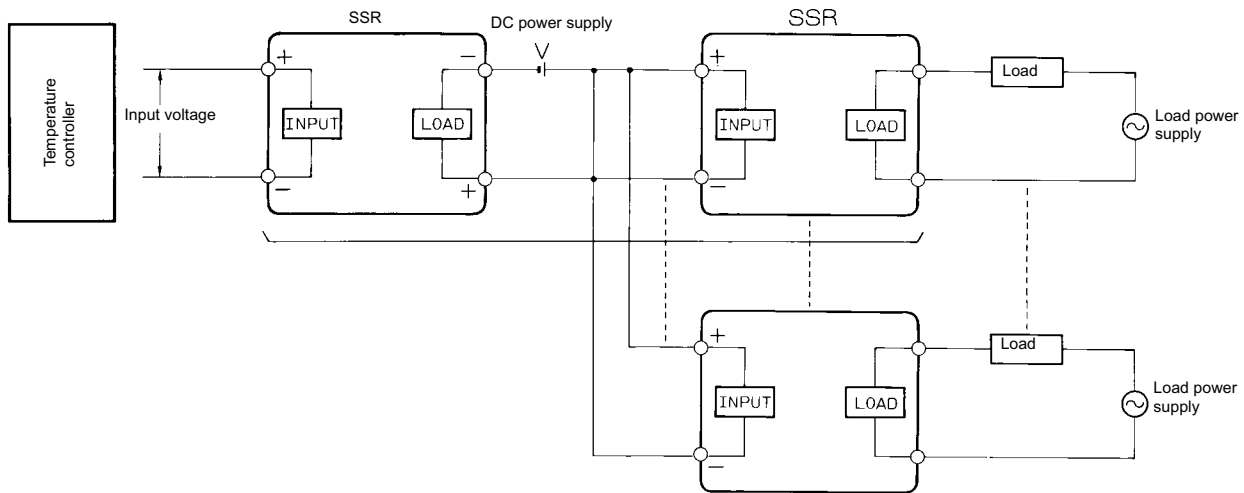 SSR
DC power supply
V
SSR
Temperature
controller
Input voltage
+
−
INPUT
LOAD
−
+
+
−
INPUT
LOAD
Load
Load power
supply
+
−
INPUT
LOAD
Load
Load power
supply